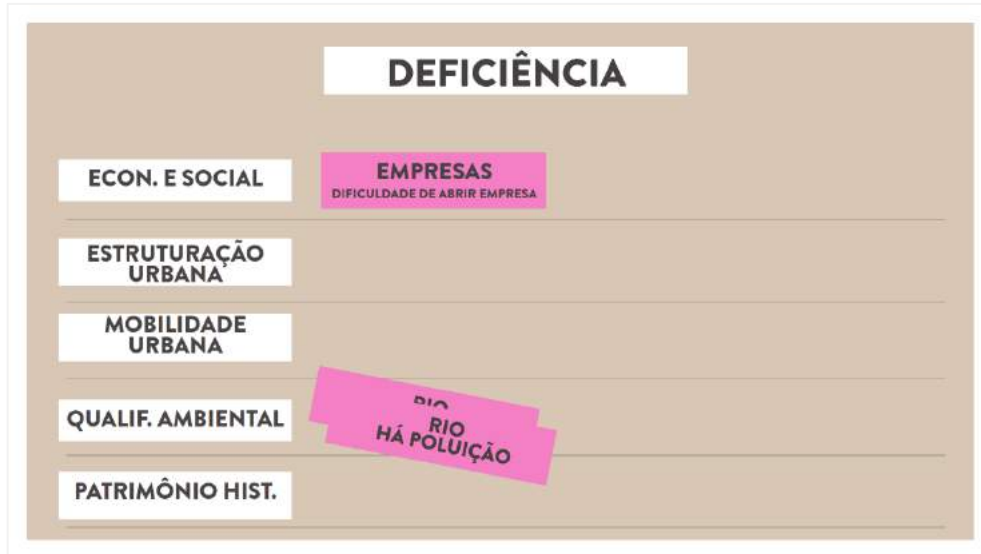 DEFICIÊNCIA
ECON. E SOCIAL
EMPRESAS
DIFICULDADE DE ABRIR EMPRESA
ESTRUTURAÇÃO
URBANA
MOBILIDADE
URBANA
QUALIF. AMBIENTAL
RIO
RIO
HÁ POLUIÇÃO
PATRIMÔNIO HIST.